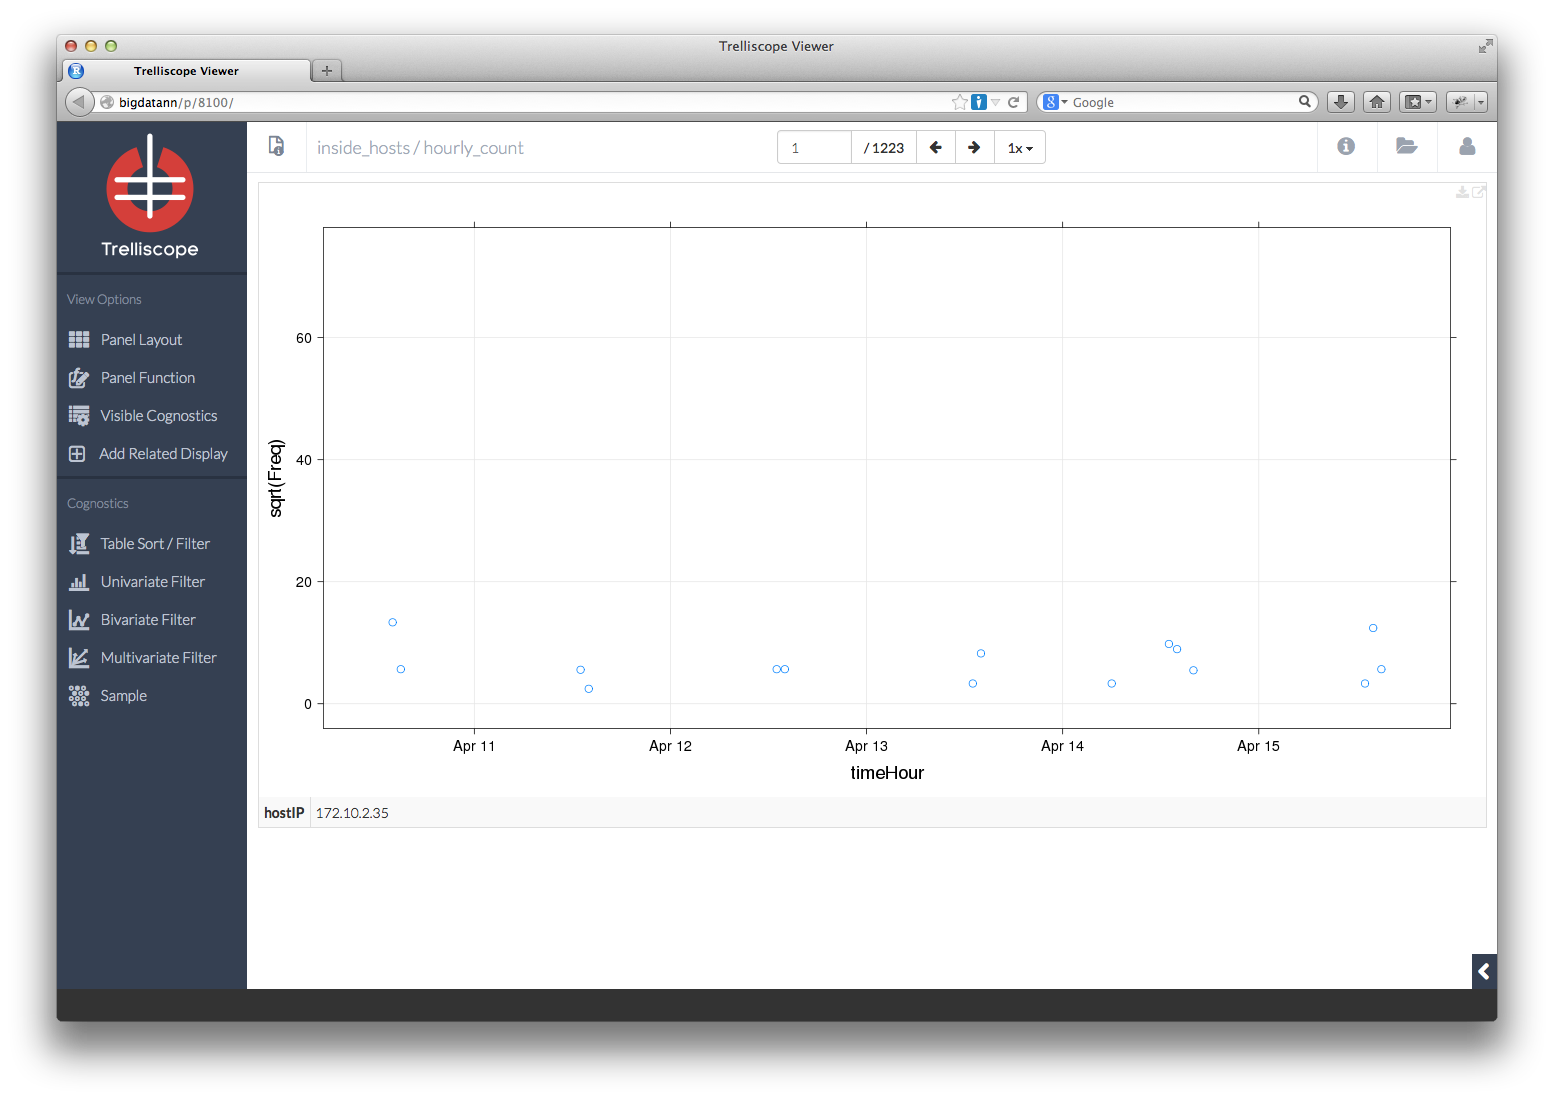 Trelliscope Viewer
Trelliscope Viewer
bigdatann/p/8100/
Google
Trelliscope
View Options
Panel Layout
Panel Function
Visible Cognostics
Add Related Display
Cognostics
Table Sort / Filter
Univariate Filter
Bivariate Filter
Multivariate Filter
Sample
inside_hosts / hourly_count
1 / 1223 1x
60
40
20
0
sqrt(Freq)
Apr 11 Apr 12 Apr 13 Apr 14 Apr 15
timeHour
hostIP 172.10.2.35